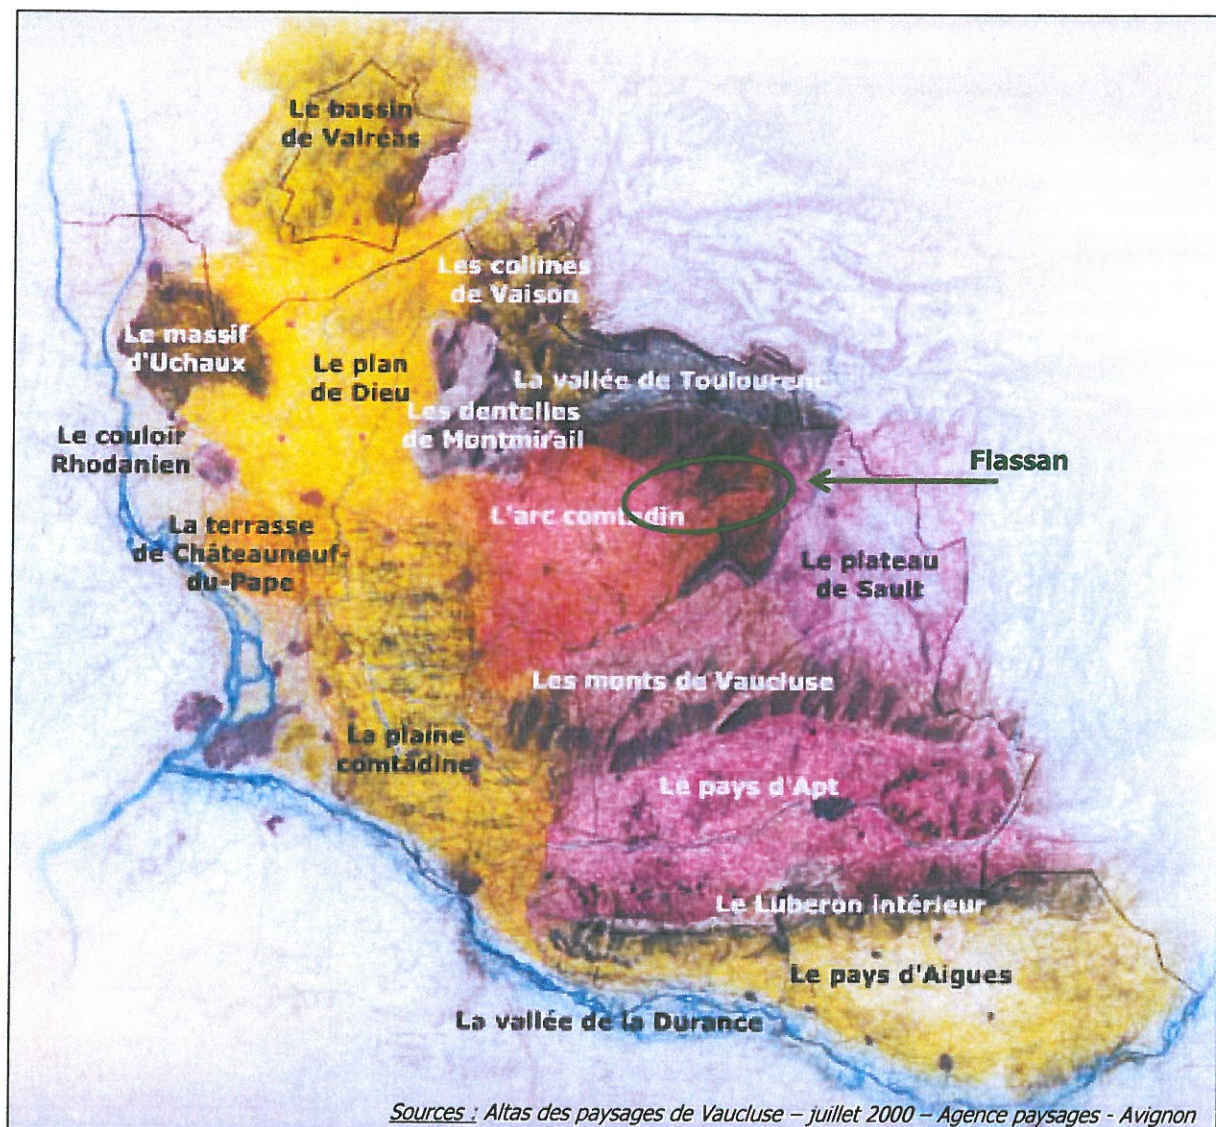 Le bassin
de Valréas
Les collines
de Vaison
Le massif
d'Uchaux
Le plan
de Dieu
La vallée de Toulourenc
Les dentelles
de Montmirail
Le couloir
Rhodanien
Flassan
L'arc comtadin
La terrasse
de Châteauneuf-
du-Pape
Le plateau
de Sault
Les monts de Vaucluse
La plaine
comtadine
Le pays d'Apt
Le Luberon intérieur
Le pays d'Aigues
La vallée de la Durance
Sources : Altas des paysages de Vaucluse – juillet 2000 – Agence paysages - Avignon